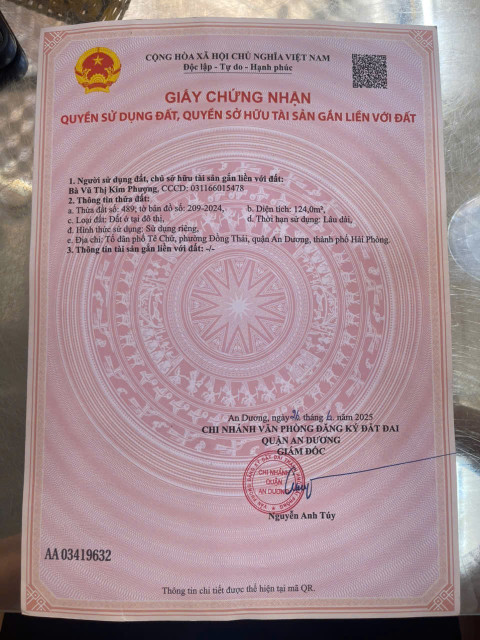 CỘNG HÒA XÃ HỘI CHỦ NGHĨA VIỆT NAM
Độc lập - Tự do - Hạnh phúc
GIẤY CHỨNG NHẬN
QUYỀN SỬ DỤNG ĐẤT, QUYỀN SỞ HỮU TÀI SẢN GẮN LIỀN VỚI ĐẤT
1. Người sử dụng đất, chủ sở hữu tài sản gắn liền với đất:
Bà Vũ Thị Kim Phượng, CCCD: 031166015478
2. Thông tin thửa đất:
a. Thửa đất số: 489; tờ bản đồ số: 209-2024, b. Diện tích: 124,0m²,
c. Loại đất: Đất ở tại đô thị, d. Thời hạn sử dụng: Lâu dài,
đ. Hình thức sử dụng: Sử dụng riêng,
e. Địa chỉ: Tổ dân phố Tê Chử, phường Đồng Thái, quận An Dương, thành phố Hải Phòng.
3. Thông tin tài sản gắn liền với đất: -/-
An Dương, ngày tháng năm 2025
CHI NHÁNH VĂN PHÒNG ĐĂNG KÝ ĐẤT ĐAI
QUẬN AN DƯƠNG
GIÁM ĐỐC
CHI NHÁNH
QUẬN
AN DƯƠNG
Nguyễn Anh Túy
AA 03419632
Thông tin chi tiết được thể hiện tại mã QR.